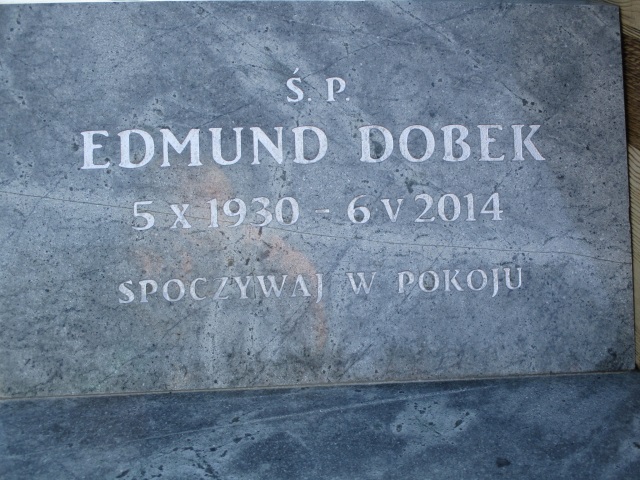 Ś. P.
EDMUND DOBEK
5 X 1930 – 6 V 2014
SPOCZYWAJ W POKOJU